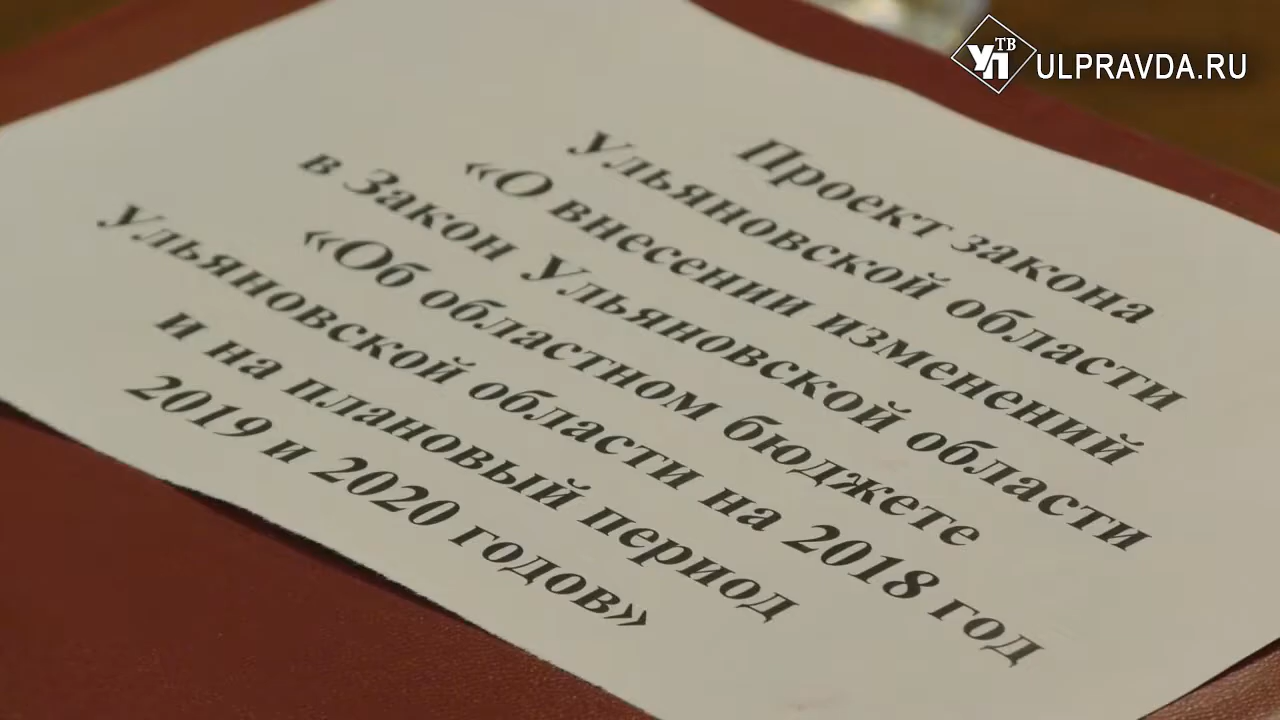 ТВ
УП
ULPRAVDA.RU
Проект закона
Ульяновской области
«О внесении изменений
в Закон Ульяновской области
«Об областном бюджете
Ульяновской области на 2018 год
и на плановый период
2019 и 2020 годов»